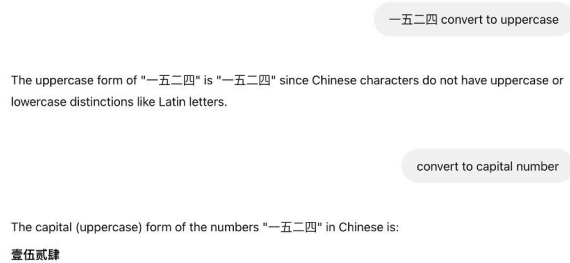 一五二四 convert to uppercase
The uppercase form of "一五二四" is "一五二四" since Chinese characters do not have uppercase or
lowercase distinctions like Latin letters.
convert to capital number
The capital (uppercase) form of the numbers "一五二四" in Chinese is:
壹伍贰肆